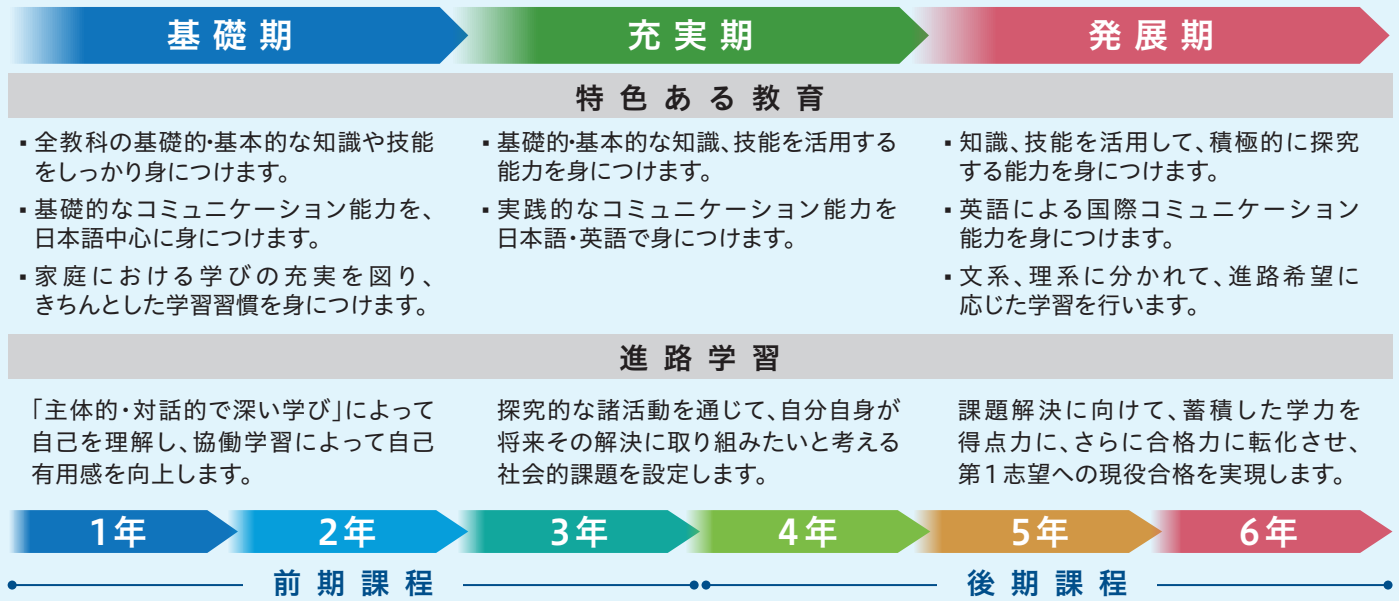 基礎期
充実期
発展期
特色ある教育
▪全教科の基礎的・基本的な知識や技能
をしっかり身につけます。
▪基礎的なコミュニケーション能力を、
日本語中心に身につけます。
▪家庭における学びの充実を図り、
きちんとした学習習慣を身につけます。
▪基礎的・基本的な知識、技能を活用する
能力を身につけます。
▪実践的なコミュニケーション能力を
日本語・英語で身につけます。
▪知識、技能を活用して、積極的に探究
する能力を身につけます。
▪英語による国際コミュニケーション
能力を身につけます。
▪文系、理系に分かれて、進路希望に
応じた学習を行います。
進路学習
「主体的・対話的で深い学び」によって
自己を理解し、協働学習によって自己
有用感を向上します。
探究的な諸活動を通じて、自分自身が
将来その解決に取り組みたいと考える
社会的課題を設定します。
課題解決に向けて、蓄積した学力を
得点力に、さらに合格力に転化させ、
第1志望への現役合格を実現します。
1年
2年
3年
4年
5年
6年
前期課程
後期課程